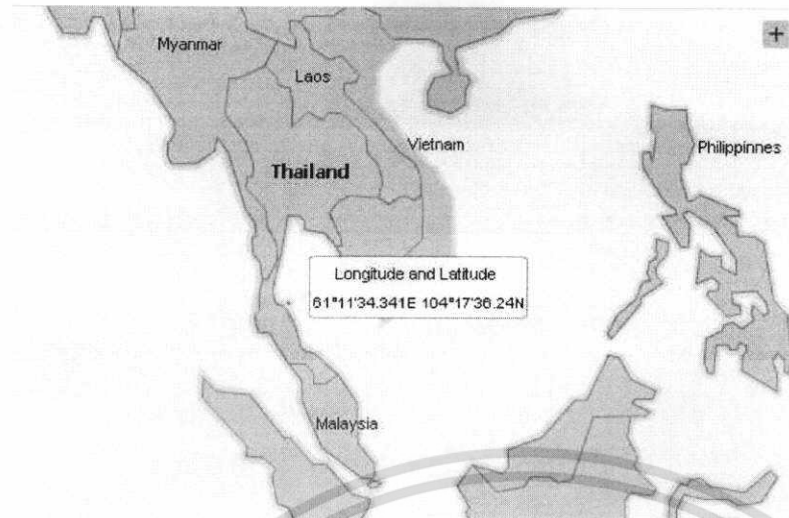 Myanmar
Laos
Vietnam
Philippinnes
Thailand
Longitude and Latitude
61°11'34.341E 104°17'36.24N
Malaysia
+